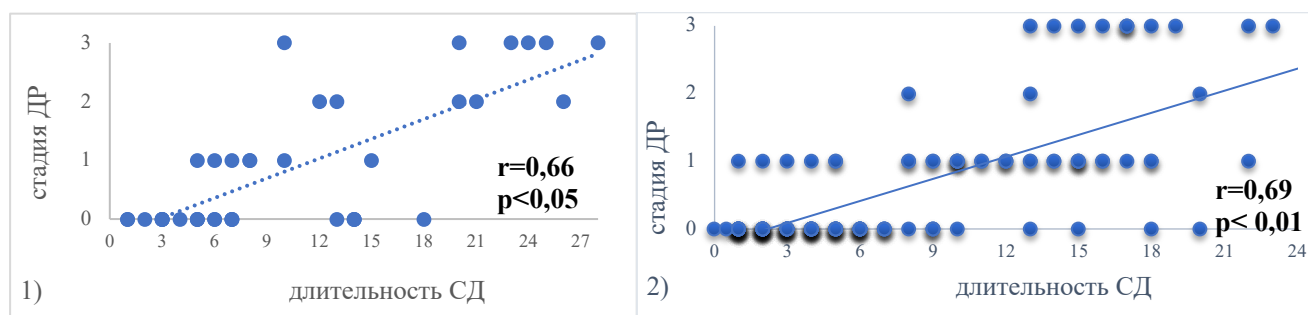 3
2
1
0
стадия ДР
0 3 6 9 12 15 18 21 24 27
r=0,66
p<0,05
1)
длительность СД
3
2
1
0
стадия ДР
0 3 6 9 12 15 18 21 24
r=0,69
p< 0,01
2)
длительность СД